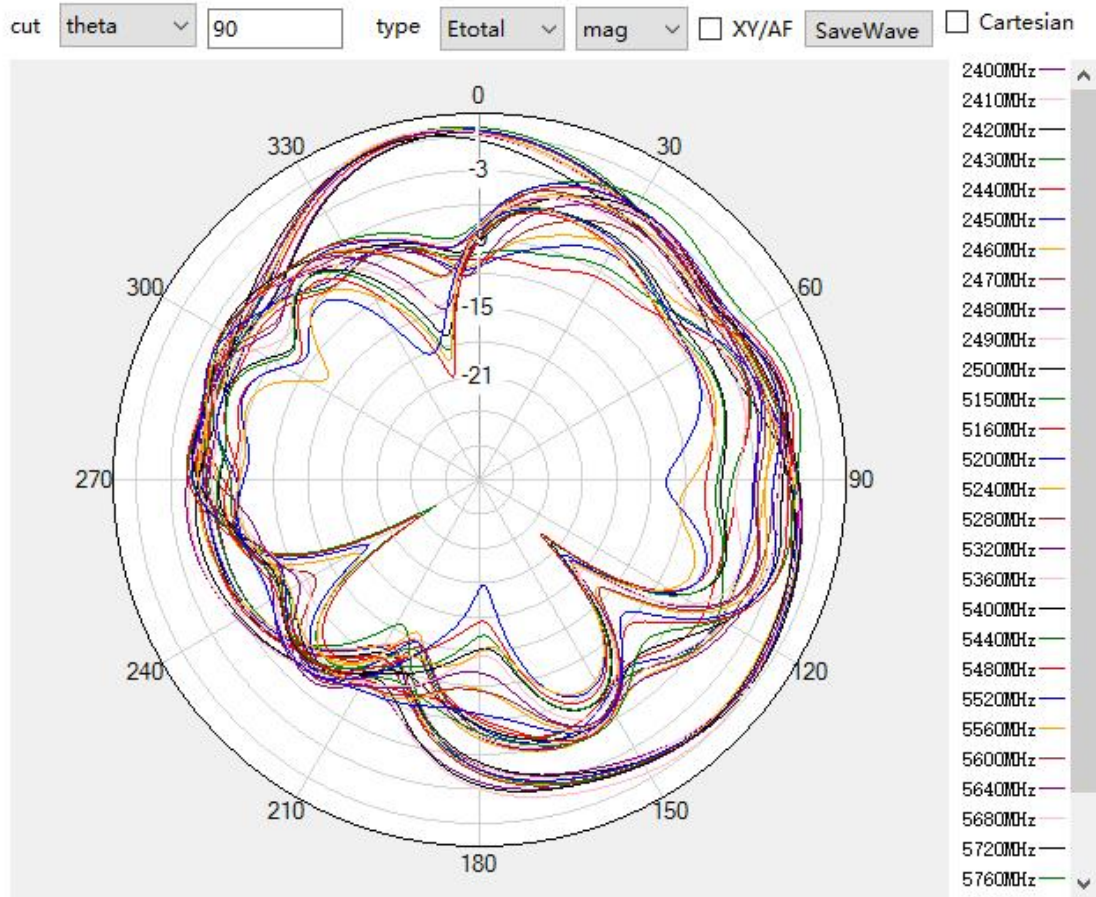 cut theta 90 type Etotal mag XY/AF SaveWave Cartesian
0
330 30
-3
300 60
-15
-21
270 90
240 120
210 150
180
2400MHz
2410MHz
2420MHz
2430MHz
2440MHz
2450MHz
2460MHz
2470MHz
2480MHz
2490MHz
2500MHz
5150MHz
5160MHz
5200MHz
5240MHz
5280MHz
5320MHz
5360MHz
5400MHz
5440MHz
5480MHz
5520MHz
5560MHz
5600MHz
5640MHz
5680MHz
5720MHz
5760MHz